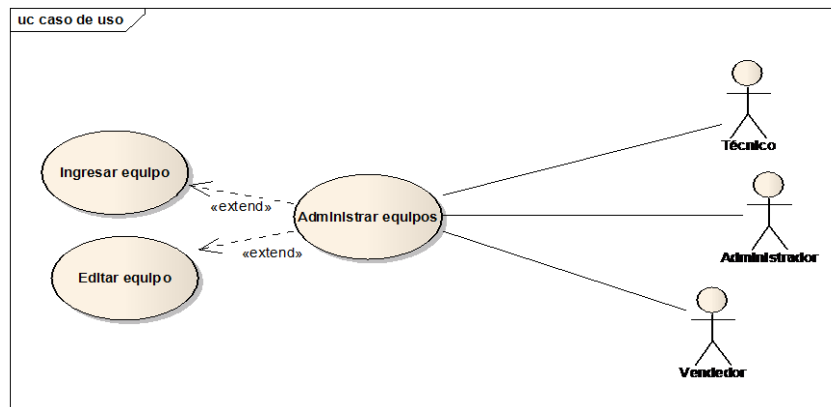 uc caso de uso
Técnico
Ingresar equipo
«extend»
Administrar equipos
Administrador
Editar equipo
«extend»
Vendedor